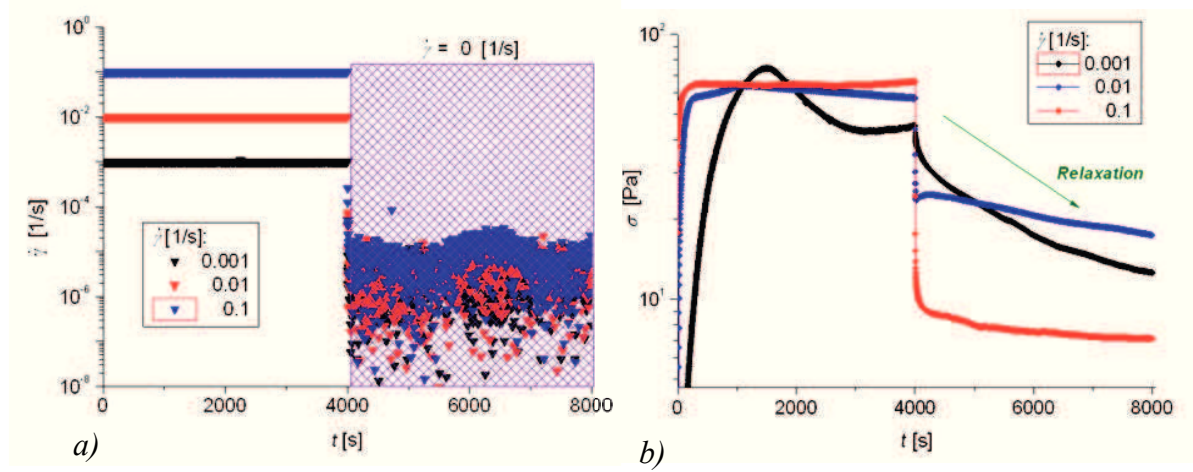 10⁰
10⁻²
10⁻⁴
10⁻⁶
10⁻⁸
γ̇ [1/s]
γ̇ = 0 [1/s]
γ̇ [1/s]:
0.001
0.01
0.1
0 2000 4000 6000 8000
t [s]
a)
10²
10¹
σ [Pa]
γ̇ [1/s]:
0.001
0.01
0.1
Relaxation
0 2000 4000 6000 8000
t [s]
b)